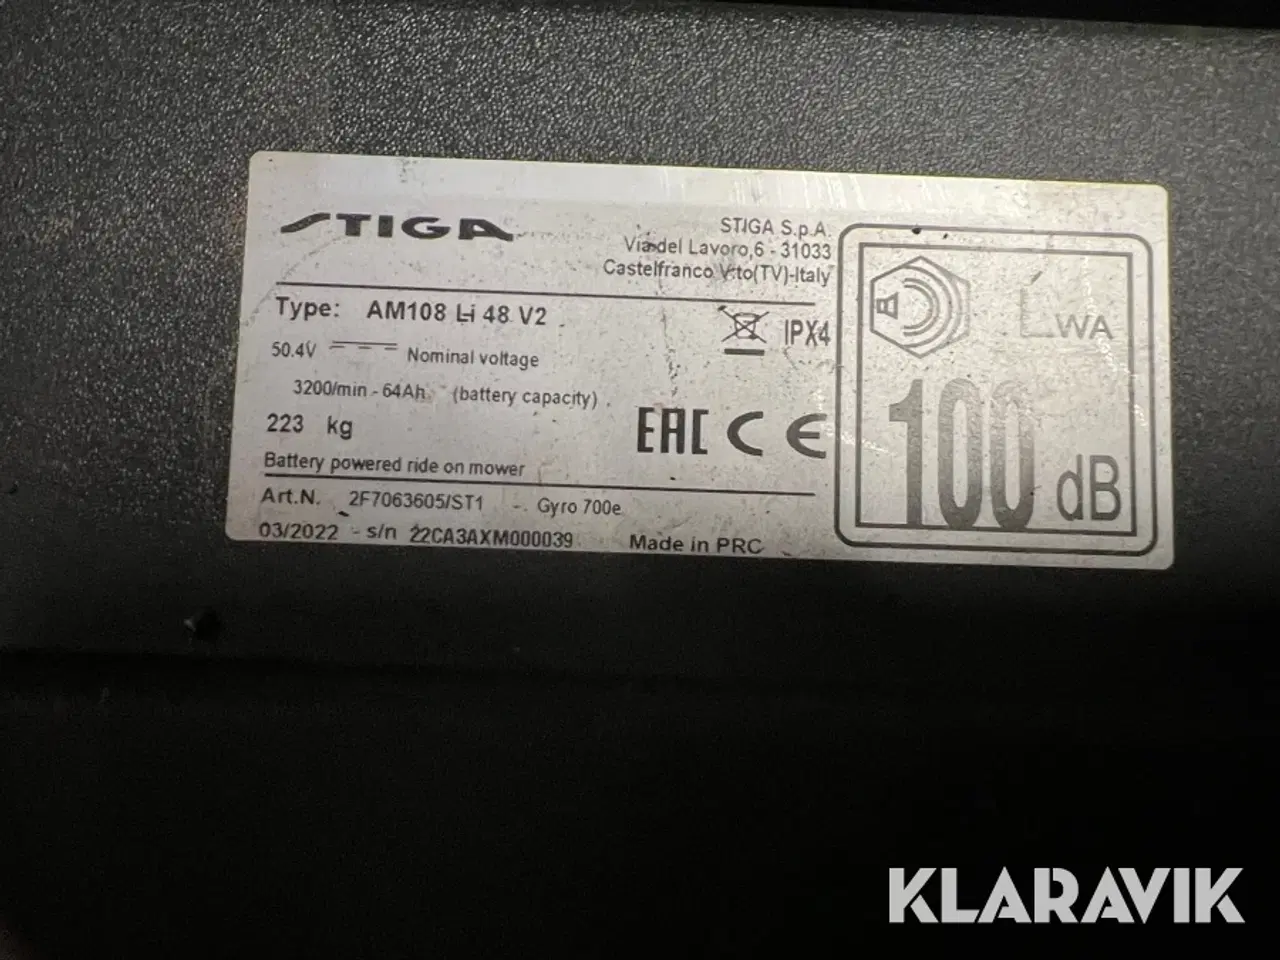 STIGA
STIGA S.p.A.
Via del Lavoro,6 - 31033
Castelfranco V.to(TV)-Italy
Type: AM108 Li 48 V2
IPX4
50.4V Nominal voltage
3200/min - 64Ah (battery capacity)
223 kg
EAC CE
Battery powered ride on mower
Art.N. 2F7063605/ST1 - Gyro 700e
03/2022 - s/n 22CA3AXM000039 Made in PRC
LWA
100 dB
KLARAVIK